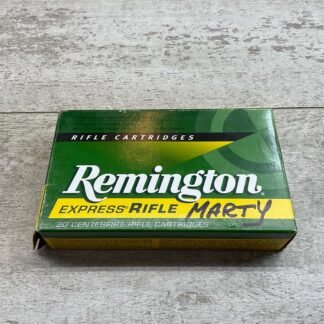 RIFLE CARTRIDGES
Remington®
EXPRESS® RIFLE MARTY
20 CENTERFIRE RIFLE CARTRIDGES